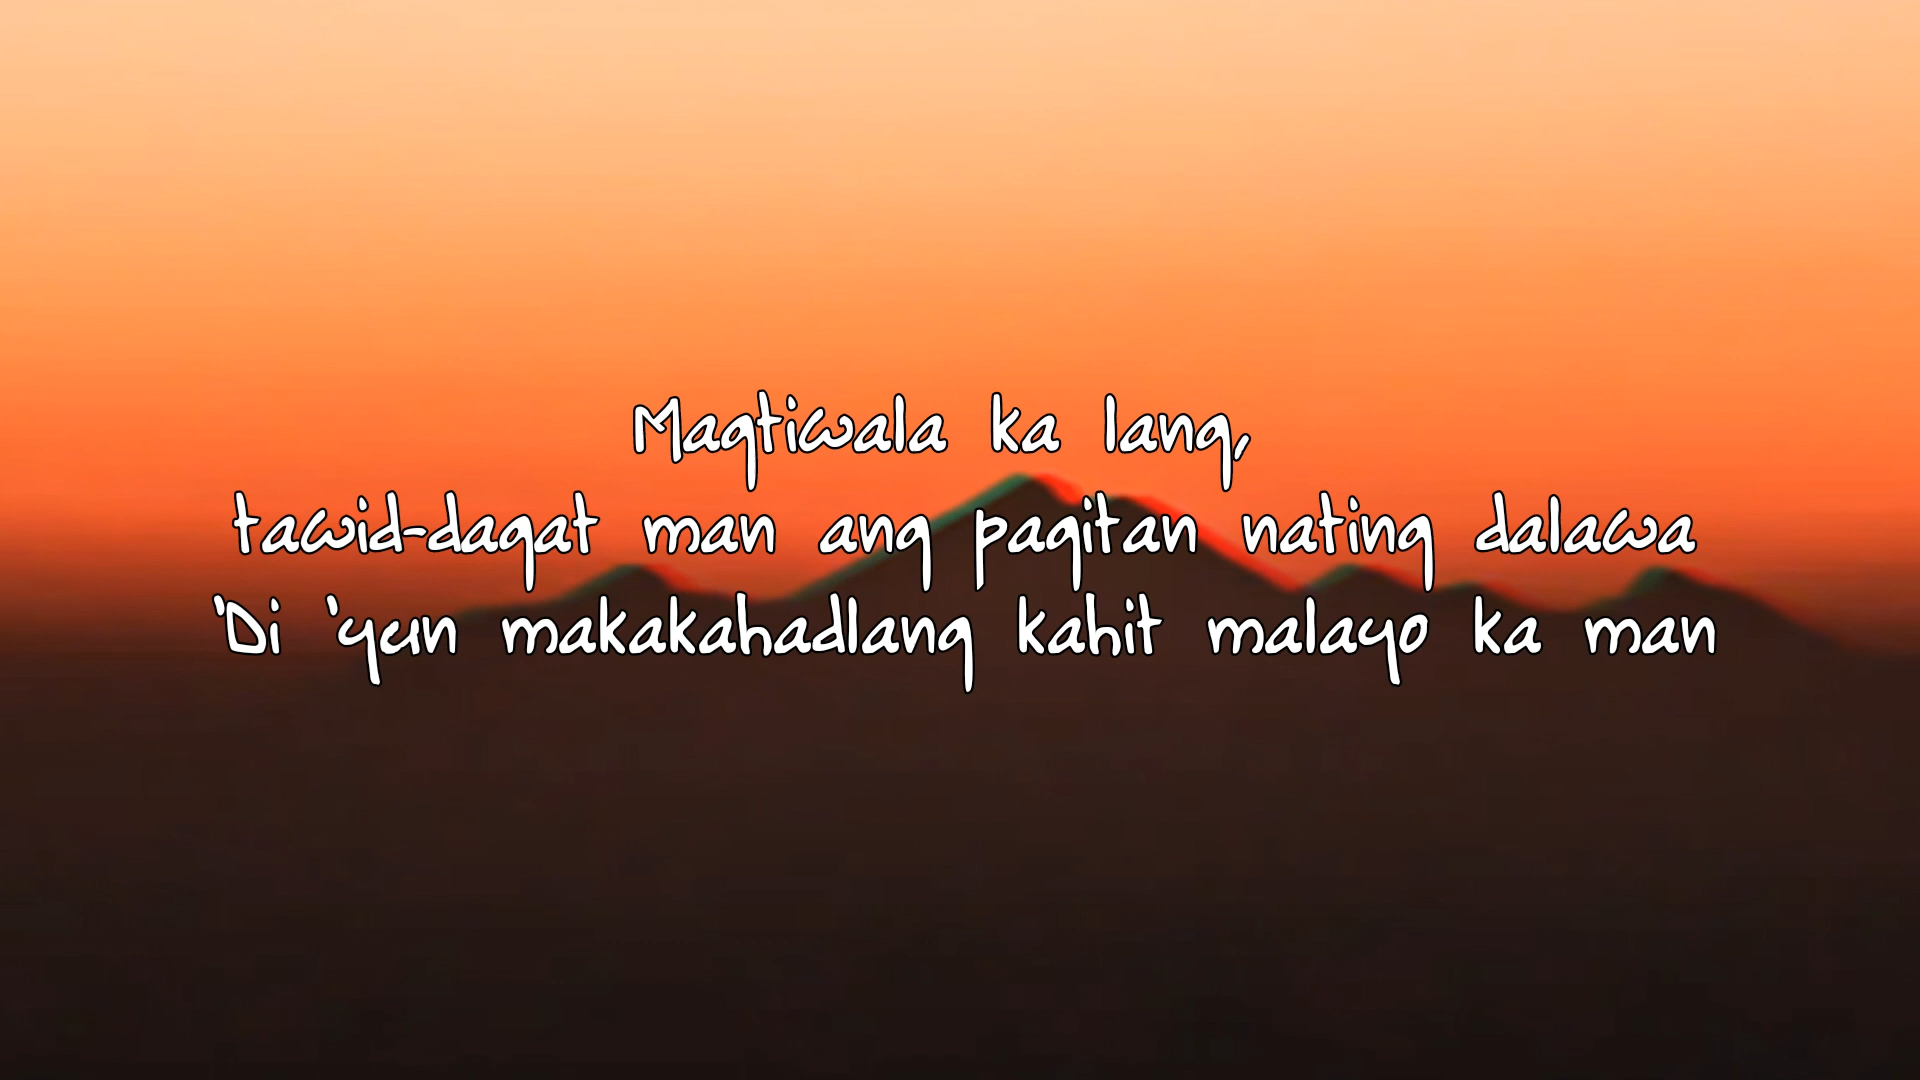 Magtiwala ka lang,
tawid-dagat man ang pagitan nating dalawa
'Di 'yun makakahadlang kahit malayo ka man